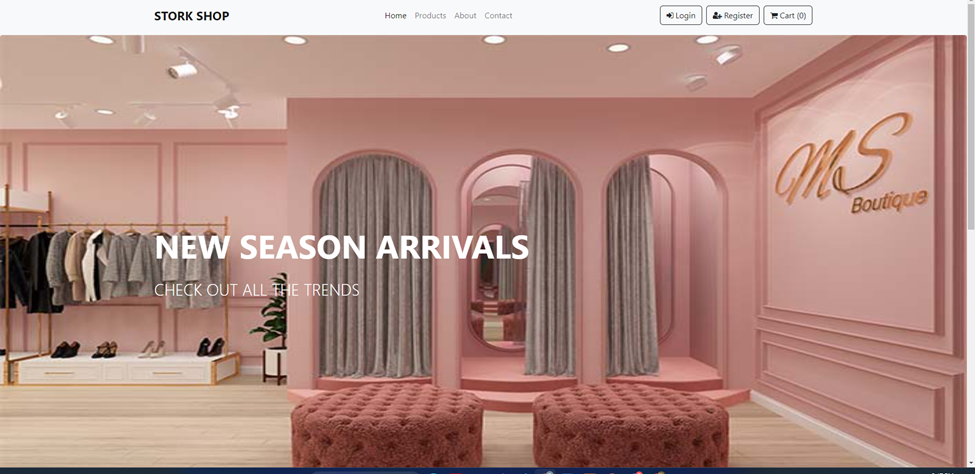 STORK SHOP
Home Products About Contact
Login Register Cart (0)
MS
Boutique
NEW SEASON ARRIVALS
CHECK OUT ALL THE TRENDS